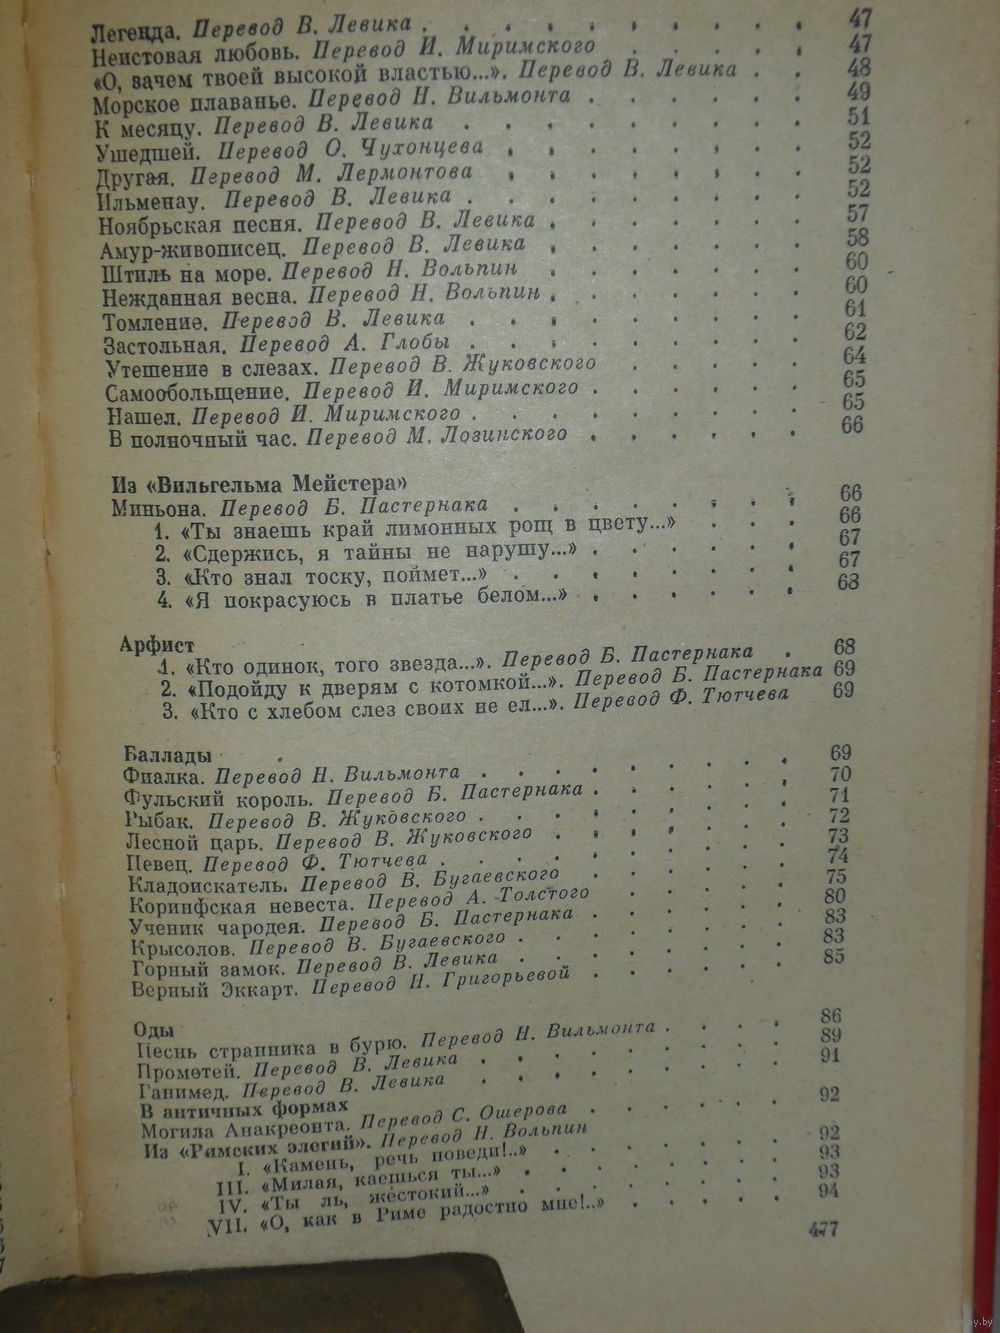 Легенда. Перевод В. Левика . . . . . . . . . . 47
Неистовая любовь. Перевод И. Миримского . . . . . 47
«О, зачем твоей высокой властью...». Перевод В. Левика . . 48
Морское плаванье. Перевод Н. Вильмонта . . . . . . 49
К месяцу. Перевод В. Левика . . . . . . . . . 51
Ушедшей. Перевод О. Чухонцева . . . . . . . . 52
Другая. Перевод М. Лермонтова . . . . . . . . 52
Ильменау. Перевод В. Левика . . . . . . . . . 52
Ноябрьская песня. Перевод В. Левика . . . . . . . 57
Амур-живописец. Перевод В. Левика . . . . . . . 58
Штиль на море. Перевод Н. Вольпин . . . . . . . 60
Нежданная весна. Перевод Н. Вольпин . . . . . . . 60
Томление. Перевод В. Левика . . . . . . . . . 61
Застольная. Перевод А. Глобы . . . . . . . . . 62
Утешение в слезах. Перевод В. Жуковского . . . . . 64
Самообольщение. Перевод И. Миримского . . . . . . 65
Нашел. Перевод И. Миримского . . . . . . . . . 65
В полночный час. Перевод М. Лозинского . . . . . . 66
Из «Вильгельма Мейстера»
Миньона. Перевод Б. Пастернака . . . . . . . . 66
1. «Ты знаешь край лимонных рощ в цвету...» . . . 66
2. «Сдержись, я тайны не нарушу...» . . . . . . 67
3. «Кто знал тоску, поймет...» . . . . . . . . 67
4. «Я покрасуюсь в платье белом...» . . . . . . 68
Арфист
1. «Кто одинок, того звезда...». Перевод Б. Пастернака . 68
2. «Подойду к дверям с котомкой...». Перевод Б. Пастернака 69
3. «Кто с хлебом слез своих не ел...». Перевод Ф. Тютчева 69
Баллады
Фиалка. Перевод Н. Вильмонта . . . . . . . . . 69
Фульский король. Перевод Б. Пастернака . . . . . . 70
Рыбак. Перевод В. Жуковского . . . . . . . . . 71
Лесной царь. Перевод В. Жуковского . . . . . . . 72
Певец. Перевод Ф. Тютчева . . . . . . . . . . 73
Кладоискатель. Перевод В. Бугаевского . . . . . . 74
Коринфская невеста. Перевод А. Толстого . . . . . 75
Ученик чародея. Перевод Б. Пастернака . . . . . . 80
Крысолов. Перевод В. Бугаевского . . . . . . . . 83
Горный замок. Перевод В. Левика . . . . . . . . 83
Верный Эккарт. Перевод Н. Григорьевой . . . . . . 85
Оды
Песнь странника в бурю. Перевод Н. Вильмонта . . . . 86
Прометей. Перевод В. Левика . . . . . . . . . 89
Ганимед. Перевод В. Левика . . . . . . . . . 91
В античных формах
Могила Анакреонта. Перевод С. Ошерова . . . . . . 92
Из «Римских элегий». Перевод Н. Вольпин
I. «Камень, речь поведи!..» . . . . . . . 92
III. «Милая, каешься ты...» . . . . . . . 93
IV. «Ты ль, жестокий...» . . . . . . . . 93
VII. «О, как в Риме радостно мне!..» . . . . . 94
477